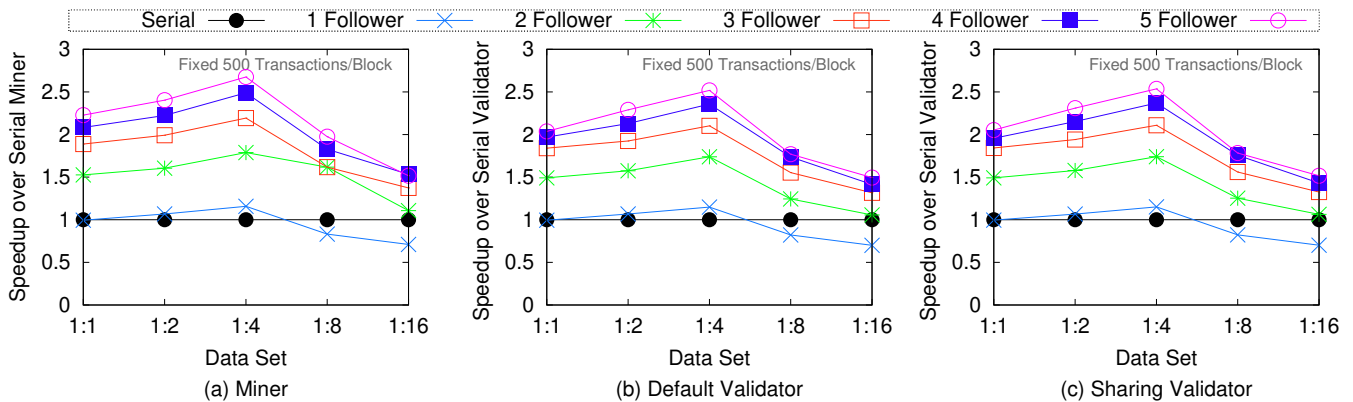 Serial 1 Follower 2 Follower 3 Follower 4 Follower 5 Follower
Speedup over Serial Miner
Fixed 500 Transactions/Block
3
2.5
2
1.5
1
0.5
0
1:1 1:2 1:4 1:8 1:16
Data Set
(a) Miner
Speedup over Serial Validator
Fixed 500 Transactions/Block
3
2.5
2
1.5
1
0.5
0
1:1 1:2 1:4 1:8 1:16
Data Set
(b) Default Validator
Speedup over Serial Validator
Fixed 500 Transactions/Block
3
2.5
2
1.5
1
0.5
0
1:1 1:2 1:4 1:8 1:16
Data Set
(c) Sharing Validator